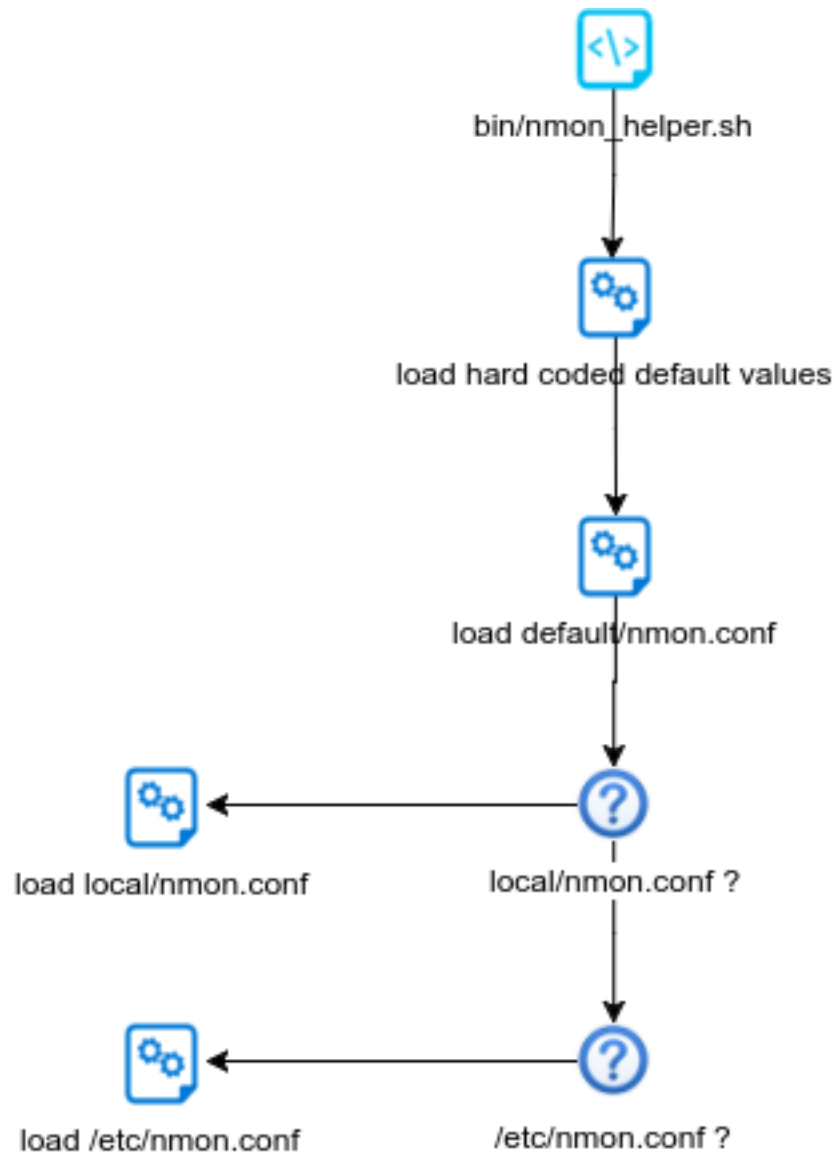 bin/nmon_helper.sh
load hard coded default values
load default/nmon.conf
load local/nmon.conf
local/nmon.conf ?
load /etc/nmon.conf
/etc/nmon.conf ?